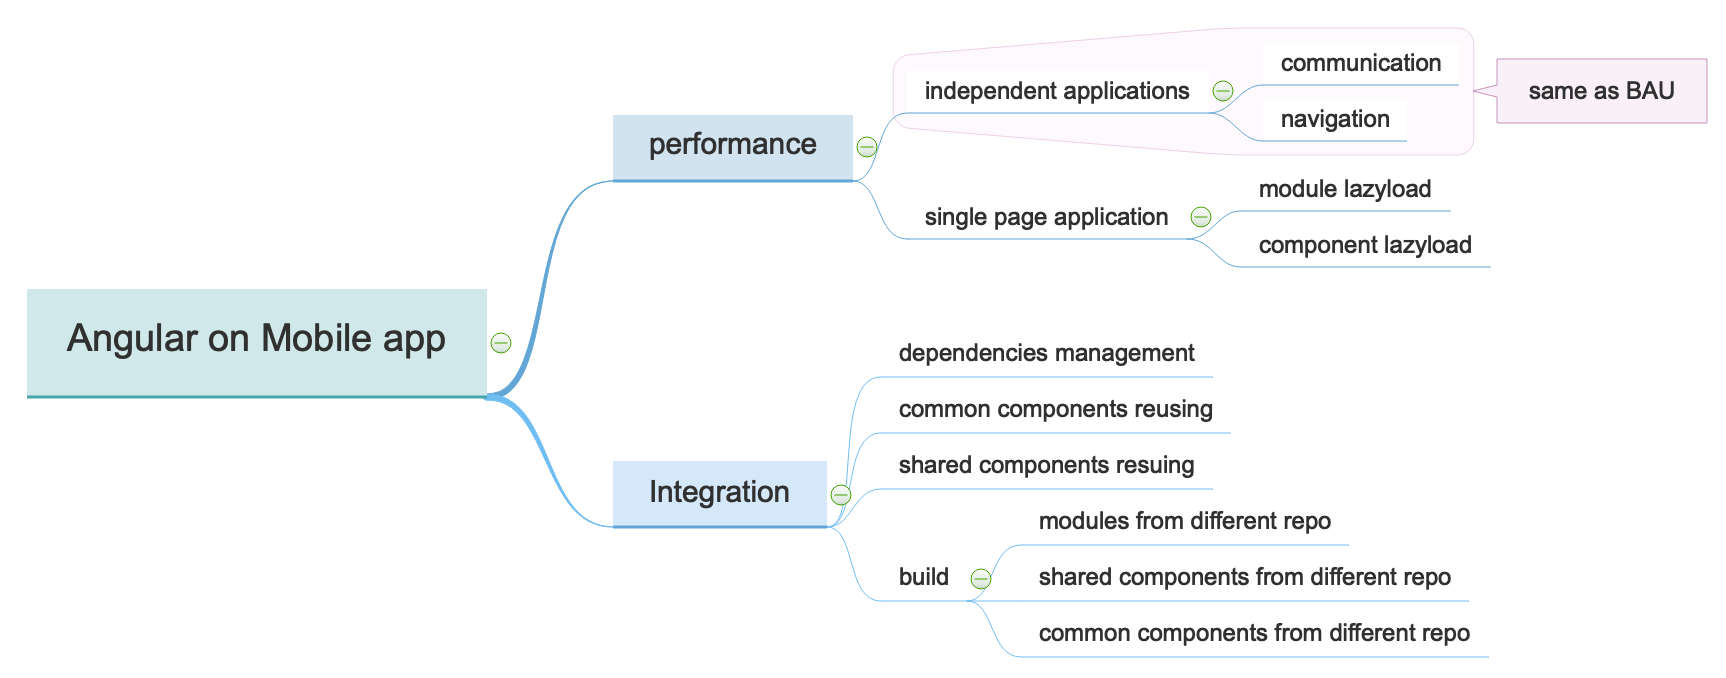 Angular on Mobile app
performance
independent applications
communication
navigation
same as BAU
single page application
module lazyload
component lazyload
Integration
dependencies management
common components reusing
shared components resuing
build
modules from different repo
shared components from different repo
common components from different repo